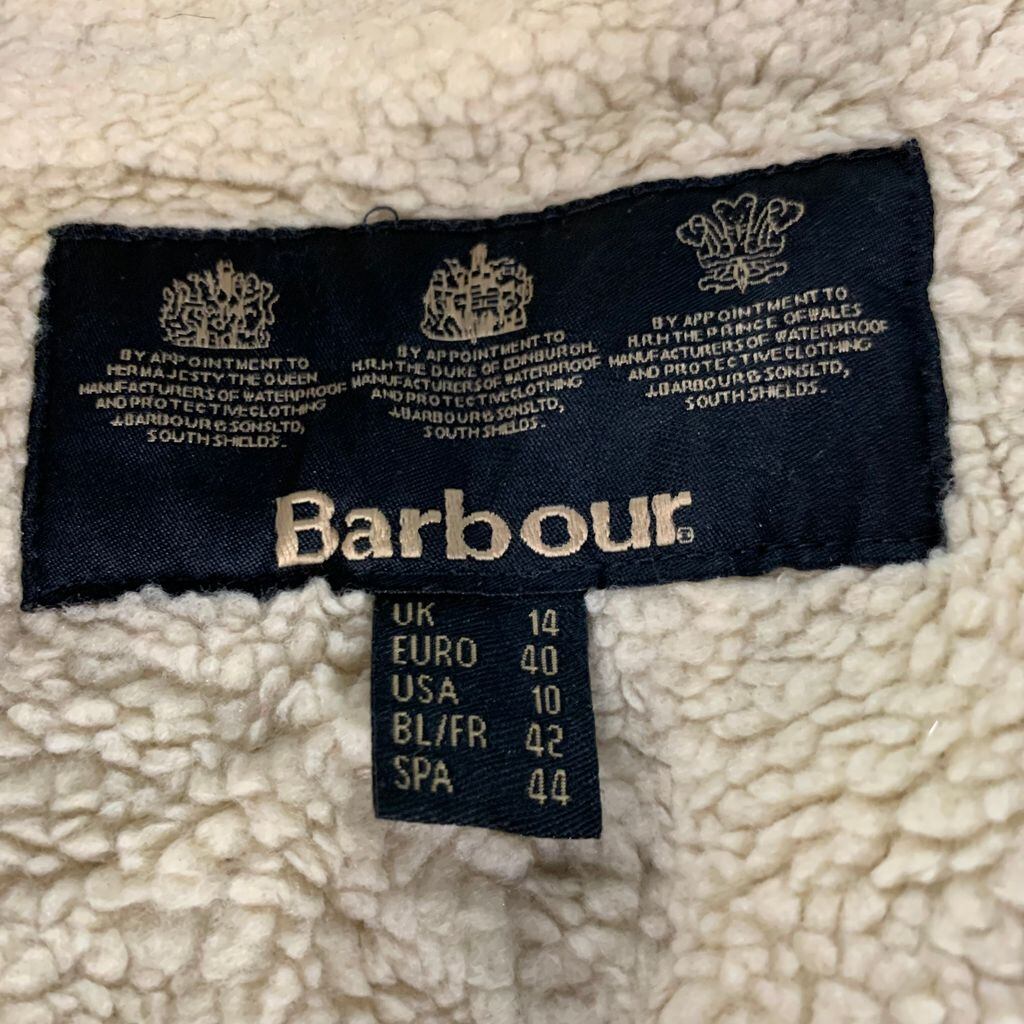 BY APPOINTMENT TO
HER MAJESTY THE QUEEN
MANUFACTURERS OF WATERPROOF
AND PROTECTIVE CLOTHING
J.BARBOUR & SONS LTD,
SOUTH SHIELDS.
BY APPOINTMENT TO
H.R.H THE DUKE OF EDINBURGH.
MANUFACTURERS OF WATERPROOF
AND PROTECTIVE CLOTHING
J.BARBOUR & SONS LTD,
SOUTH SHIELDS.
BY APPOINTMENT TO
H.R.H THE PRINCE OF WALES
MANUFACTURERS OF WATERPROOF
AND PROTECTIVE CLOTHING
J.BARBOUR & SONS LTD,
SOUTH SHIELDS.
Barbour®
UK 14
EURO 40
USA 10
BL/FR 42
SPA 44